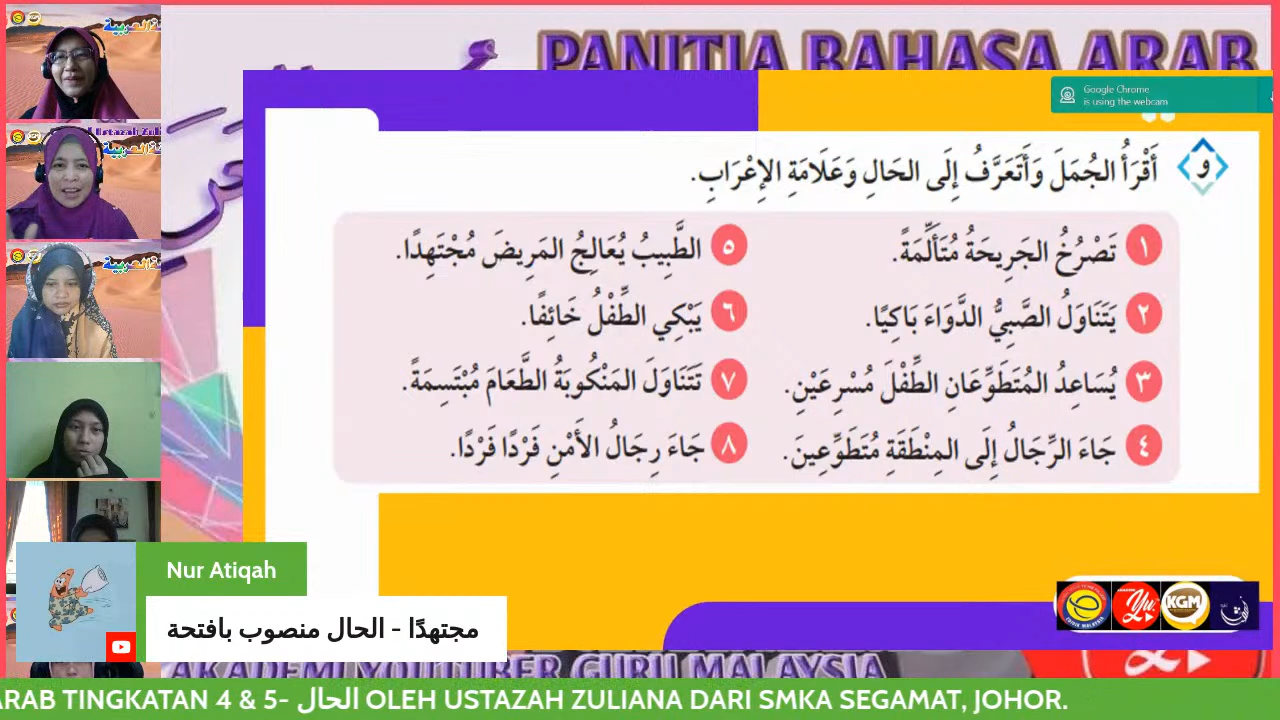 PANITIA BAHASA ARAB
Google Chrome
is using the webcam
و
أَقْرَأُ الجُمَلَ وَأَتَعَرَّفُ إِلَى الحَالِ وَعَلَامَةِ الإِعْرَابِ.
١ تَصْرُخُ الجَرِيحَةُ مُتَأَلِّمَةً.
٢ يَتَنَاوَلُ الصَّبِيُّ الدَّوَاءَ بَاكِيًا.
٣ يُسَاعِدُ المُتَطَوِّعَانِ الطِّفْلَ مُسْرِعَيْنِ.
٤ جَاءَ الرِّجَالُ إِلَى المِنْطَقَةِ مُتَطَوِّعِينَ.
٥ الطَّبِيبُ يُعَالِجُ المَرِيضَ مُجْتَهِدًا.
٦ يَبْكِي الطِّفْلُ خَائِفًا.
٧ تَتَنَاوَلَ المَنْكُوبَةُ الطَّعَامَ مُبْتَسِمَةً.
٨ جَاءَ رِجَالُ الأَمْنِ فَرْدًا فَرْدًا.
KGM
Nur Atiqah
مجتهدًا - الحال منصوب بافتحة
AKADEMI YOUTUBER GURU MALAYSIA
ARAB TINGKATAN 4 & 5- الحال OLEH USTAZAH ZULIANA DARI SMKA SEGAMAT, JOHOR.